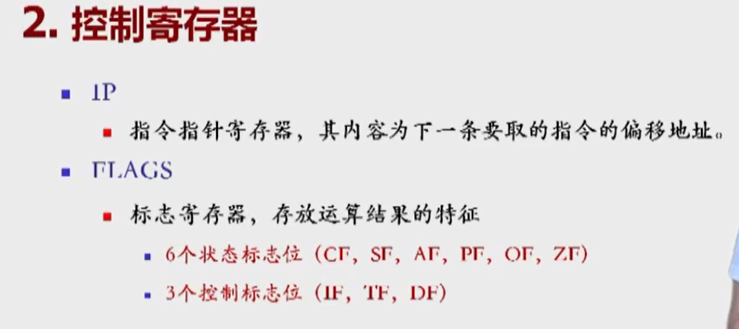 2. 控制寄存器
IP
指令指针寄存器，其内容为下一条要取的指令的偏移地址。
FLAGS
标志寄存器，存放运算结果的特征
6个状态标志位（CF，SF，AF，PF，OF，ZF）
3个控制标志位（IF，TF，DF）